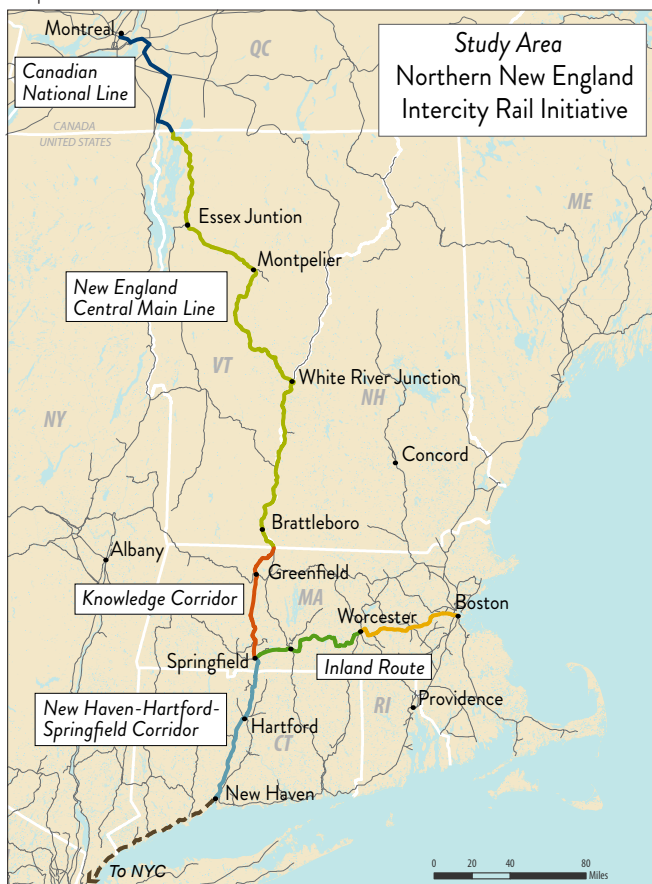 Montreal
QC
Study Area
Northern New England
Intercity Rail Initiative
Canadian
National Line
CANADA
UNITED STATES
ME
Essex Juntion
Montpelier
New England
Central Main Line
VT
White River Junction
NH
NY
Concord
Brattleboro
Albany
Greenfield
Knowledge Corridor
MA
Worcester
Boston
Springfield
Inland Route
New Haven-Hartford-
Springfield Corridor
RI
Providence
Hartford
CT
New Haven
To NYC
0 20 40 80
Miles